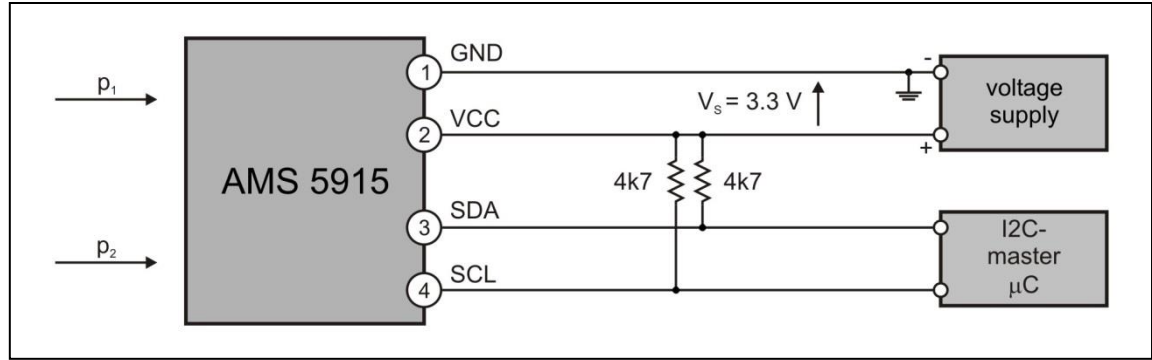 p₁
p₂
AMS 5915
1
GND
2
VCC
3
SDA
4
SCL
Vₛ = 3.3 V
4k7
4k7
-
voltage
supply
+
I2C-
master
μC